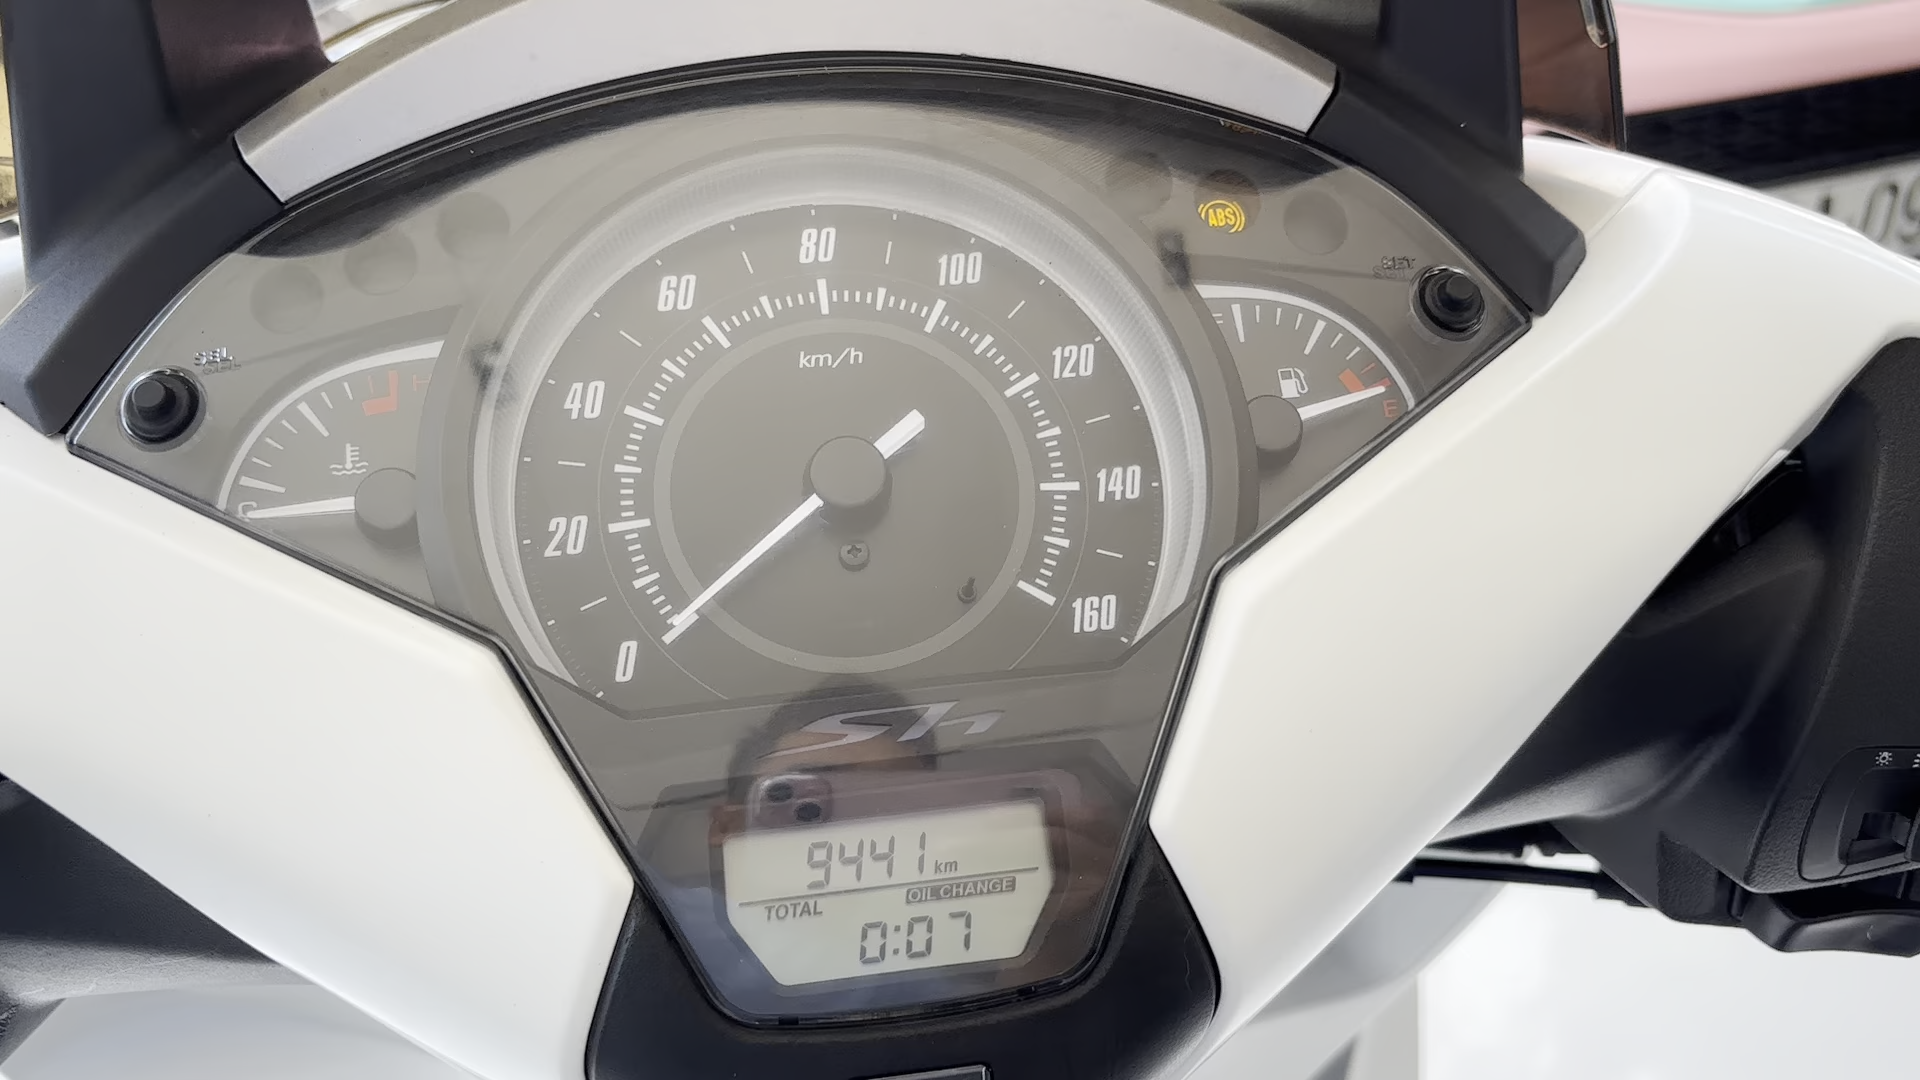 ABS
SET
SEL
80
60
100
km/h
120
40
H
F
E
140
C
20
160
0
Sh
9441 km
OIL CHANGE
TOTAL
0:07